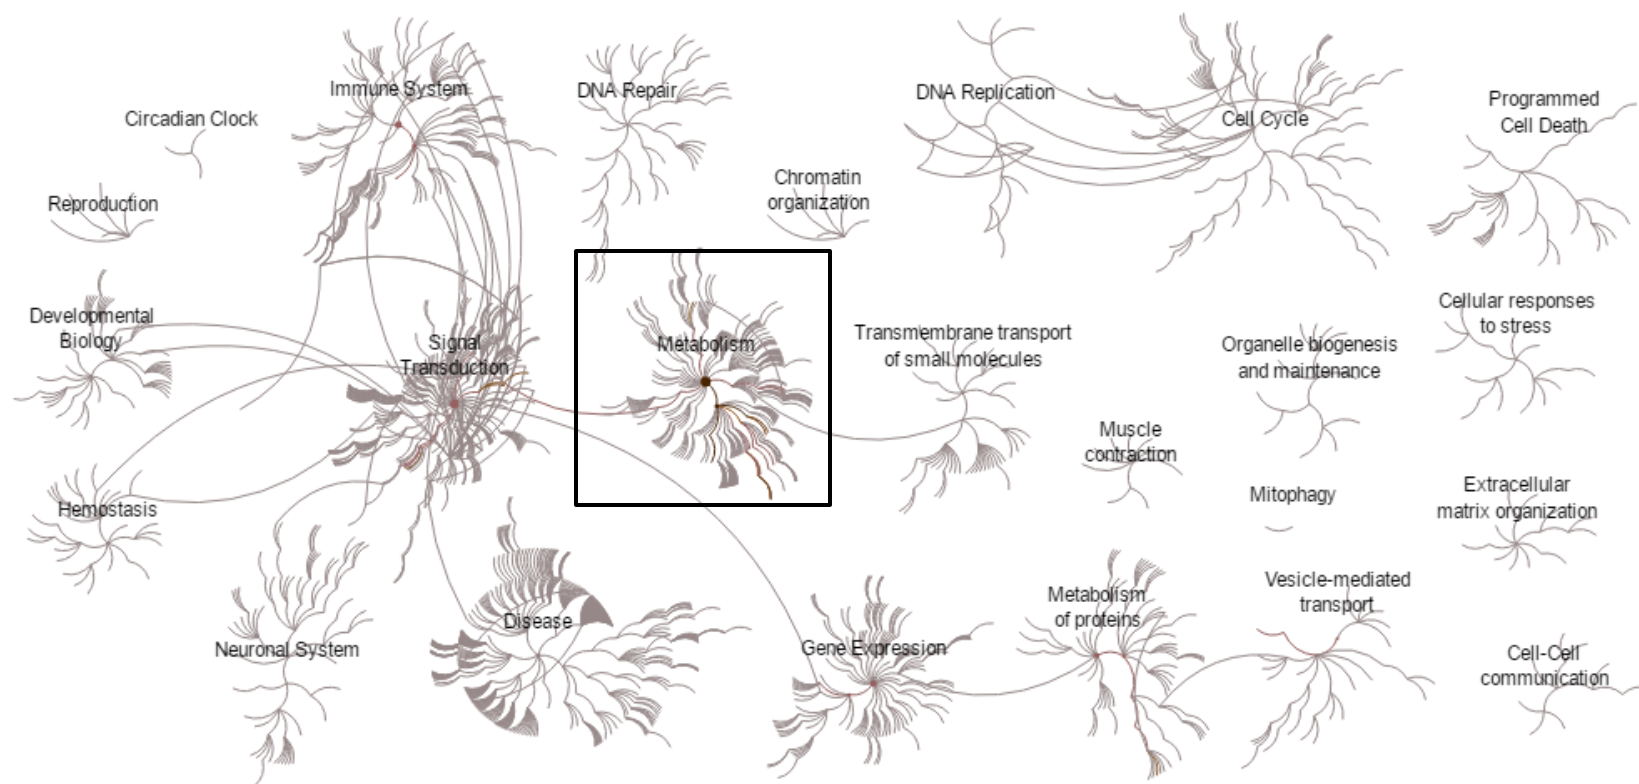 Immune System
DNA Repair
DNA Replication
Cell Cycle
Programmed
Cell Death
Circadian Clock
Chromatin
organization
Reproduction
Developmental
Biology
Signal
Transduction
Metabolism
Transmembrane transport
of small molecules
Organelle biogenesis
and maintenance
Cellular responses
to stress
Muscle
contraction
Mitophagy
Extracellular
matrix organization
Hemostasis
Neuronal System
Disease
Gene Expression
Metabolism
of proteins
Vesicle-mediated
transport
Cell-Cell
communication